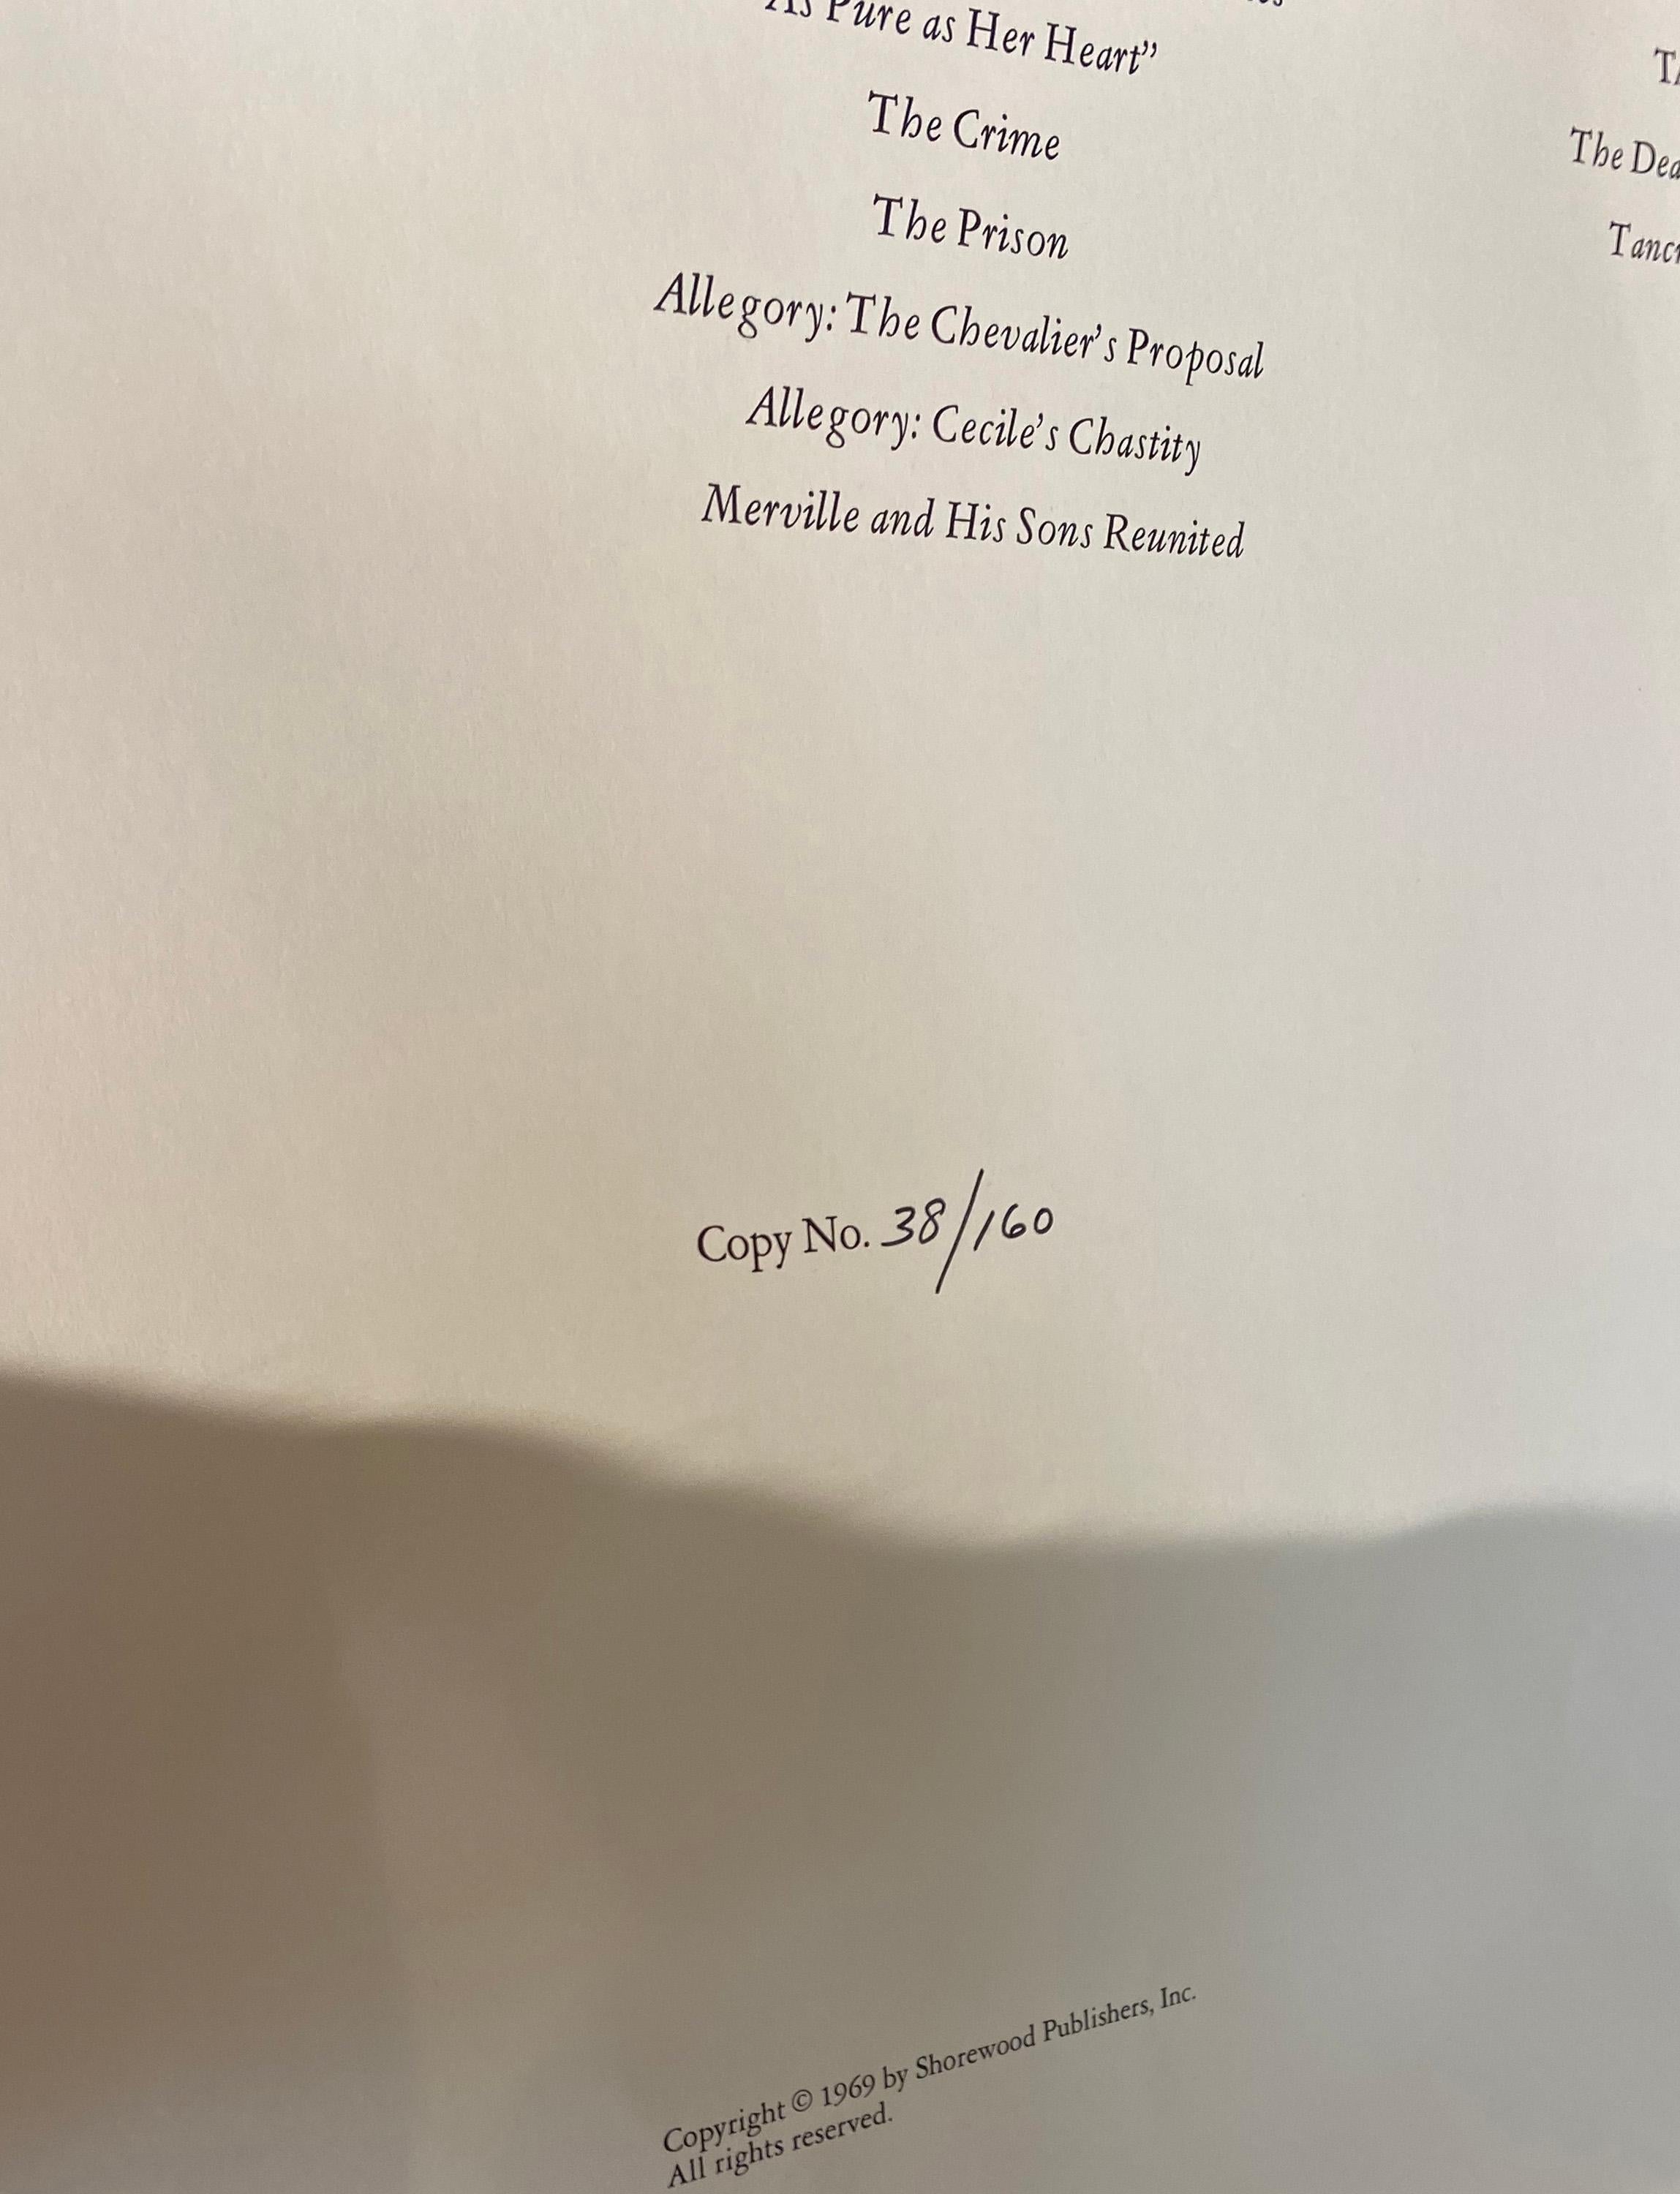 As Pure as Her Heart”
The Crime
The Prison
Allegory: The Chevalier’s Proposal
Allegory: Cecile’s Chastity
Merville and His Sons Reunited
The
Copy No. 38/160
Copyright © 1969 by Shorewood Publishers, Inc.
All rights reserved.